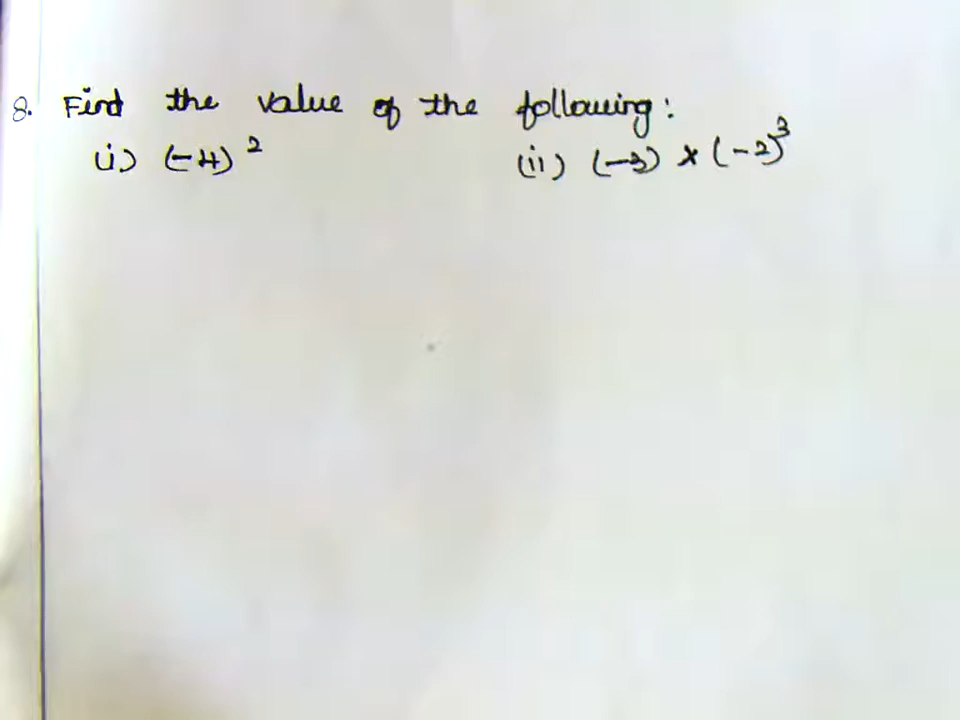 8. Find the value of the following:
(i) (-4)² (ii) (-3) × (-2)³